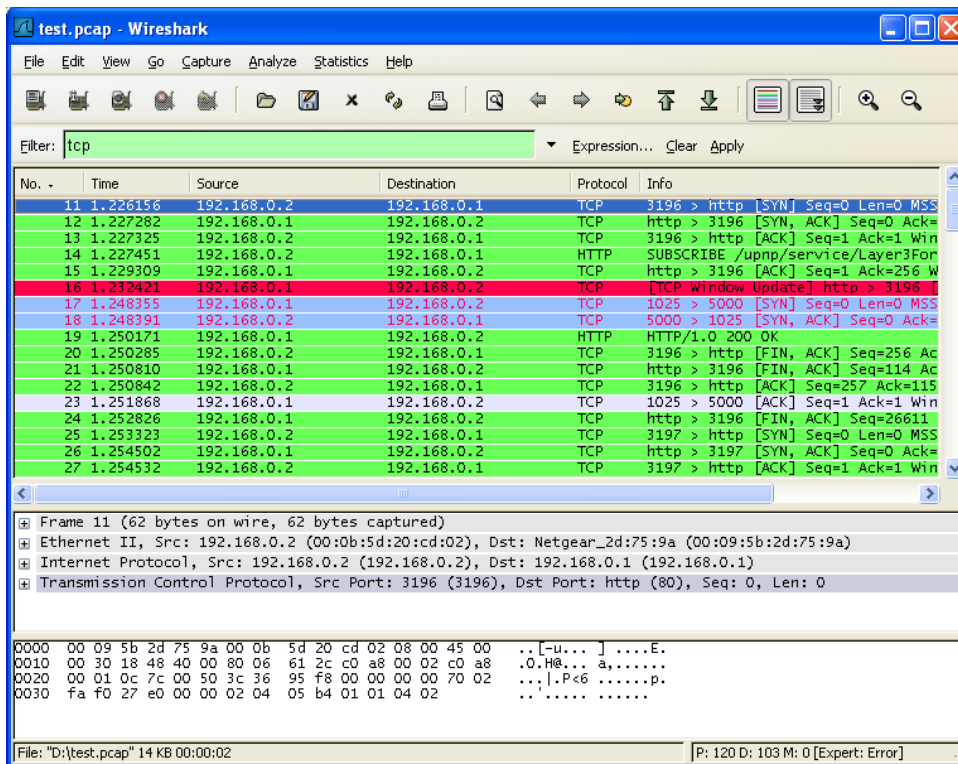 test.pcap - Wireshark
File Edit View Go Capture Analyze Statistics Help
Filter: tcp Expression... Clear Apply
No. Time Source Destination Protocol Info
11 1.226156 192.168.0.2 192.168.0.1 TCP 3196 > http [SYN] Seq=0 Len=0 MSS
12 1.227282 192.168.0.1 192.168.0.2 TCP http > 3196 [SYN, ACK] Seq=0 Ack=
13 1.227325 192.168.0.2 192.168.0.1 TCP 3196 > http [ACK] Seq=1 Ack=1 Win
14 1.227451 192.168.0.2 192.168.0.1 HTTP SUBSCRIBE /upnp/service/Layer3For
15 1.229309 192.168.0.1 192.168.0.2 TCP http > 3196 [ACK] Seq=1 Ack=256 W
16 1.232421 192.168.0.1 192.168.0.2 TCP [TCP Window Update] http > 3196 [
17 1.248355 192.168.0.1 192.168.0.2 TCP 1025 > 5000 [SYN] Seq=0 Len=0 MSS
18 1.248391 192.168.0.2 192.168.0.1 TCP 5000 > 1025 [SYN, ACK] Seq=0 Ack=
19 1.250171 192.168.0.1 192.168.0.2 HTTP HTTP/1.0 200 OK
20 1.250285 192.168.0.2 192.168.0.1 TCP 3196 > http [FIN, ACK] Seq=256 Ac
21 1.250810 192.168.0.1 192.168.0.2 TCP http > 3196 [FIN, ACK] Seq=114 Ac
22 1.250842 192.168.0.2 192.168.0.1 TCP 3196 > http [ACK] Seq=257 Ack=115
23 1.251868 192.168.0.1 192.168.0.2 TCP 1025 > 5000 [ACK] Seq=1 Ack=1 Win
24 1.252826 192.168.0.1 192.168.0.2 TCP http > 3196 [FIN, ACK] Seq=26611
25 1.253323 192.168.0.2 192.168.0.1 TCP 3197 > http [SYN] Seq=0 Len=0 MSS
26 1.254502 192.168.0.1 192.168.0.2 TCP http > 3197 [SYN, ACK] Seq=0 Ack=
27 1.254532 192.168.0.2 192.168.0.1 TCP 3197 > http [ACK] Seq=1 Ack=1 Win
Frame 11 (62 bytes on wire, 62 bytes captured)
Ethernet II, Src: 192.168.0.2 (00:0b:5d:20:cd:02), Dst: Netgear_2d:75:9a (00:09:5b:2d:75:9a)
Internet Protocol, Src: 192.168.0.2 (192.168.0.2), Dst: 192.168.0.1 (192.168.0.1)
Transmission Control Protocol, Src Port: 3196 (3196), Dst Port: http (80), Seq: 0, Len: 0
0000 00 09 5b 2d 75 9a 00 0b 5d 20 cd 02 08 00 45 00 ..[-u... ] ....E.
0010 00 30 18 48 40 00 80 06 61 2c c0 a8 00 02 c0 a8 .0.H@... a,......
0020 00 01 0c 7c 00 50 3c 36 95 f8 00 00 00 00 70 02 ...|.P<6 ......p.
0030 fa f0 27 e0 00 00 02 04 05 b4 01 01 04 02 ..'..... ......
File: "D:\test.pcap" 14 KB 00:00:02 P: 120 D: 103 M: 0 [Expert: Error]